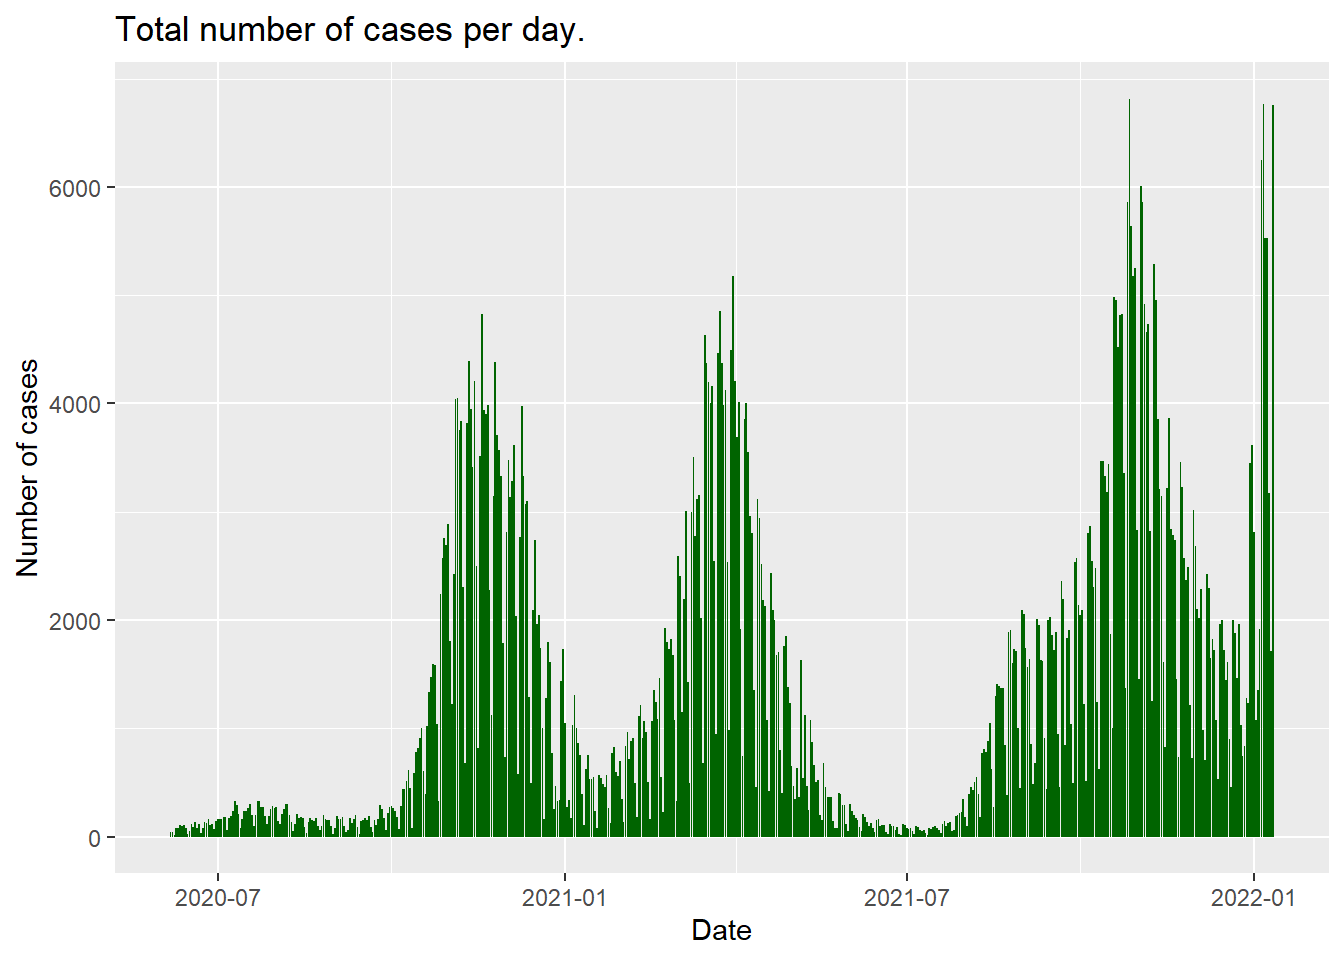 Total number of cases per day.
Number of cases
6000
4000
2000
0
2020-07
2021-01
2021-07
2022-01
Date